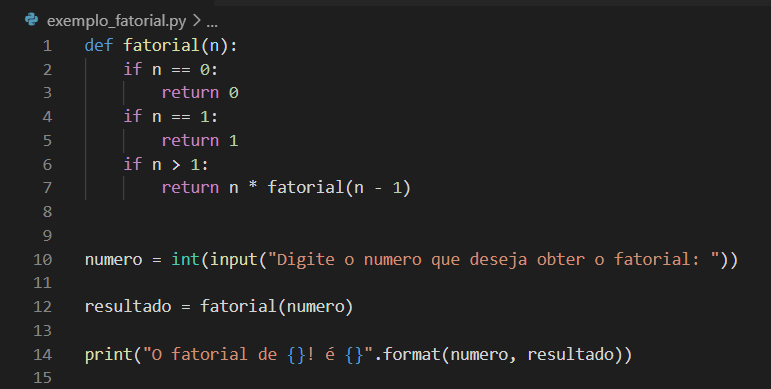 exemplo_fatorial.py > ...
1 def fatorial(n):
2     if n == 0:
3         return 0
4     if n == 1:
5         return 1
6     if n > 1:
7         return n * fatorial(n - 1)
8
9
10 numero = int(input("Digite o numero que deseja obter o fatorial: "))
11
12 resultado = fatorial(numero)
13
14 print("O fatorial de {}! é {}".format(numero, resultado))
15